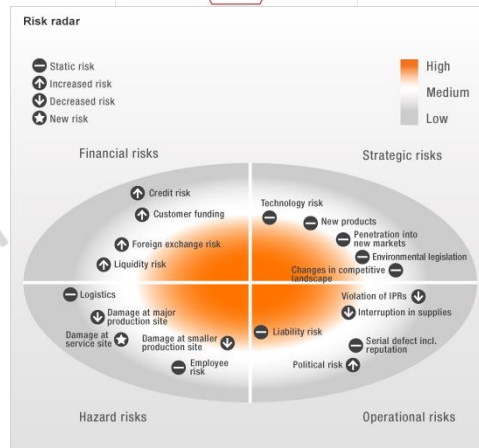 Risk radar
Static risk
Increased risk
Decreased risk
New risk
High
Medium
Low
Financial risks
Strategic risks
Credit risk
Customer funding
Foreign exchange risk
Liquidity risk
Technology risk
New products
Penetration into
new markets
Environmental legislation
Changes in competitive
landscape
Logistics
Damage at major
production site
Damage at
service site
Damage at smaller
production site
Employee
risk
Violation of IPRs
Interruption in supplies
Liability risk
Serial defect incl.
reputation
Political risk
Hazard risks
Operational risks